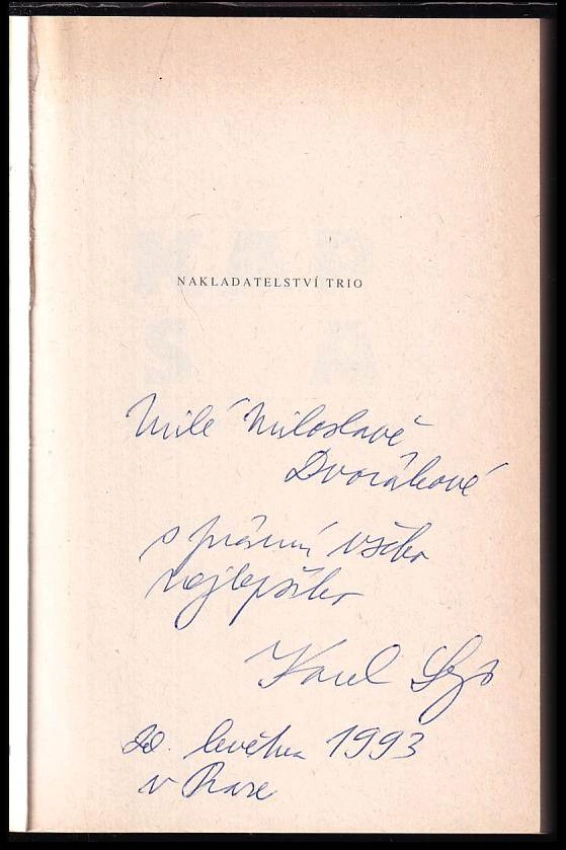 NAKLADATELSTVÍ TRIO
Milé Miloslavě
Dvořákové
s přáním všeho
nejlepšího
Karel
20. května 1993
v Praze